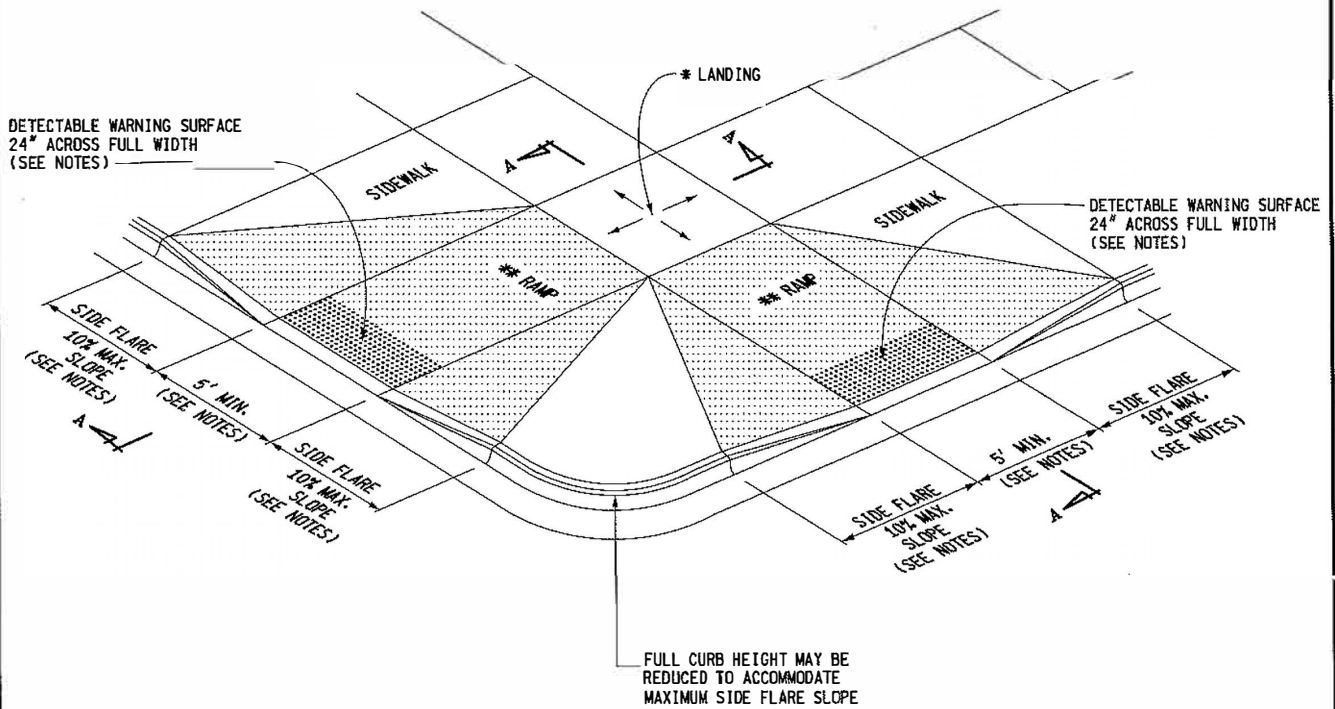 * LANDING
DETECTABLE WARNING SURFACE
24" ACROSS FULL WIDTH
(SEE NOTES)
A
A
SIDEWALK
SIDEWALK
DETECTABLE WARNING SURFACE
24" ACROSS FULL WIDTH
(SEE NOTES)
** RAMP
** RAMP
SIDE FLARE
10% MAX.
SLOPE
(SEE NOTES)
5' MIN.
(SEE NOTES)
SIDE FLARE
10% MAX.
SLOPE
(SEE NOTES)
A
SIDE FLARE
10% MAX.
SLOPE
(SEE NOTES)
5' MIN.
(SEE NOTES)
SIDE FLARE
10% MAX.
SLOPE
(SEE NOTES)
A
FULL CURB HEIGHT MAY BE
REDUCED TO ACCOMMODATE
MAXIMUM SIDE FLARE SLOPE